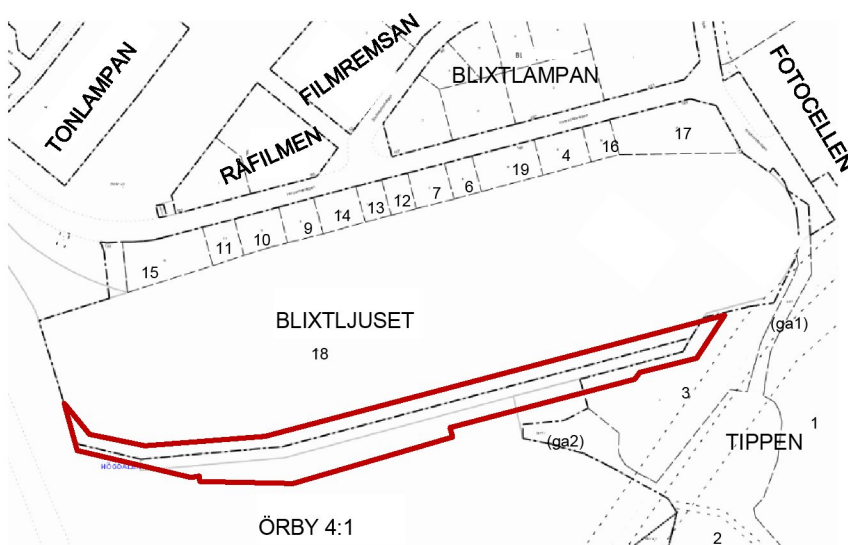 TONLAMPAN
FILMREMSAN
RÅFILMEN
BLIXTLAMPAN
FOTOCELLEN
17
16
4
19
6
7
12
13
14
9
10
11
15
BLIXTLJUSET
18
(ga1)
3
1
TIPPEN
(ga2)
ÖRBY 4:1
2